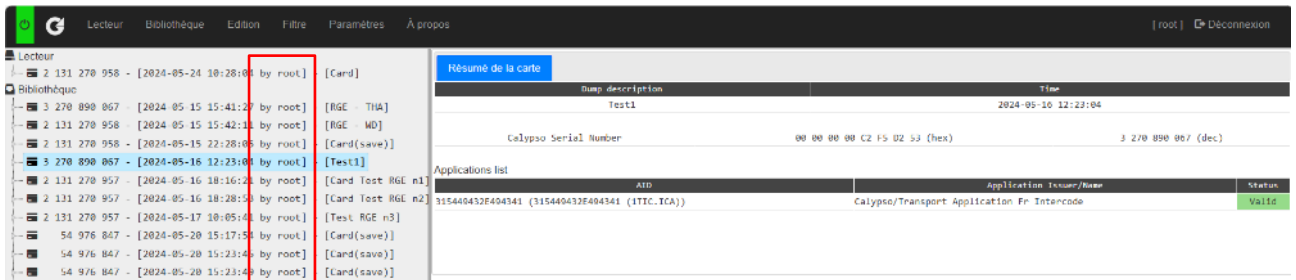 Lecteur Bibliothèque Edition Filtre Paramètres À propos [ root ] Déconnexion
Lecteur
2 131 270 958 - [2024-05-24 10:28:04 by root] - [Card]
Bibliothèque
3 270 890 067 - [2024-05-15 15:41:27 by root] - [RGE - THA]
2 131 270 958 - [2024-05-15 15:42:11 by root] - [RGE - WD]
2 131 270 958 - [2024-05-15 22:28:06 by root] - [Card(save)]
3 270 890 067 - [2024-05-16 12:23:04 by root] - [Test1]
2 131 270 957 - [2024-05-16 18:16:21 by root] - [Card Test RGE n1]
2 131 270 957 - [2024-05-16 18:28:53 by root] - [Card Test RGE n2]
2 131 270 957 - [2024-05-17 10:05:41 by root] - [Test RGE n3]
54 976 847 - [2024-05-20 15:17:54 by root] - [Card(save)]
54 976 847 - [2024-05-20 15:23:46 by root] - [Card(save)]
54 976 847 - [2024-05-20 15:23:49 by root] - [Card(save)]
Résumé de la carte
Dump description Time
Test1 2024-05-16 12:23:04
Calypso Serial Number 00 00 00 00 C2 F5 D2 53 (hex) 3 270 890 067 (dec)
Applications list
AID Application Issuer/Name Status
315449432E494341 (315449432E494341 (1TIC.ICA)) Calypso/Transport Application Fr Intercode Valid